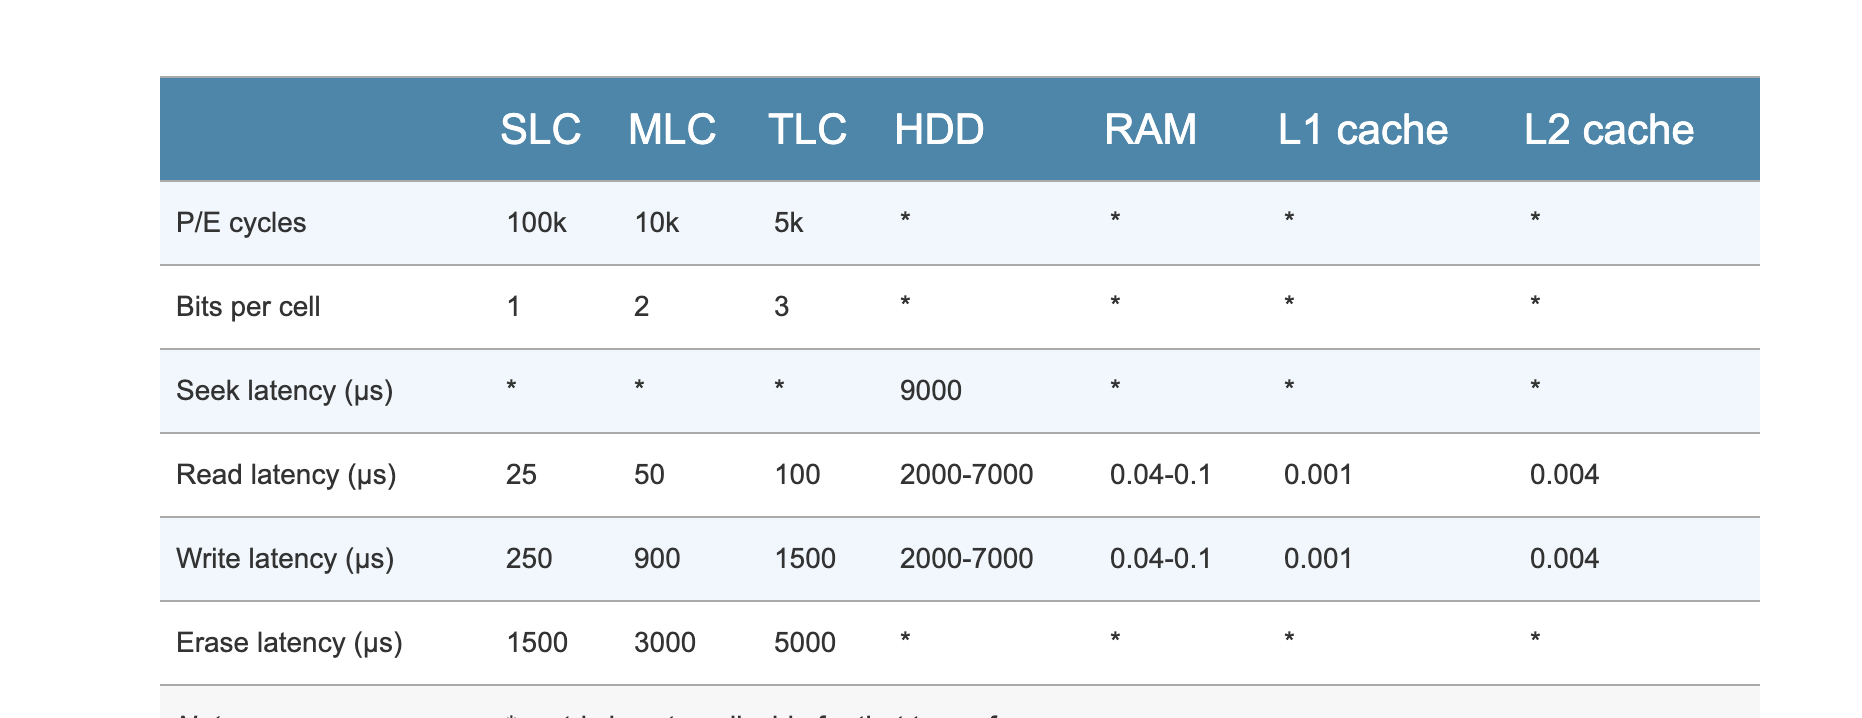 SLC MLC TLC HDD RAM L1 cache L2 cache
P/E cycles 100k 10k 5k * * * *
Bits per cell 1 2 3 * * * *
Seek latency (μs) * * * 9000 * * *
Read latency (μs) 25 50 100 2000-7000 0.04-0.1 0.001 0.004
Write latency (μs) 250 900 1500 2000-7000 0.04-0.1 0.001 0.004
Erase latency (μs) 1500 3000 5000 * * * *